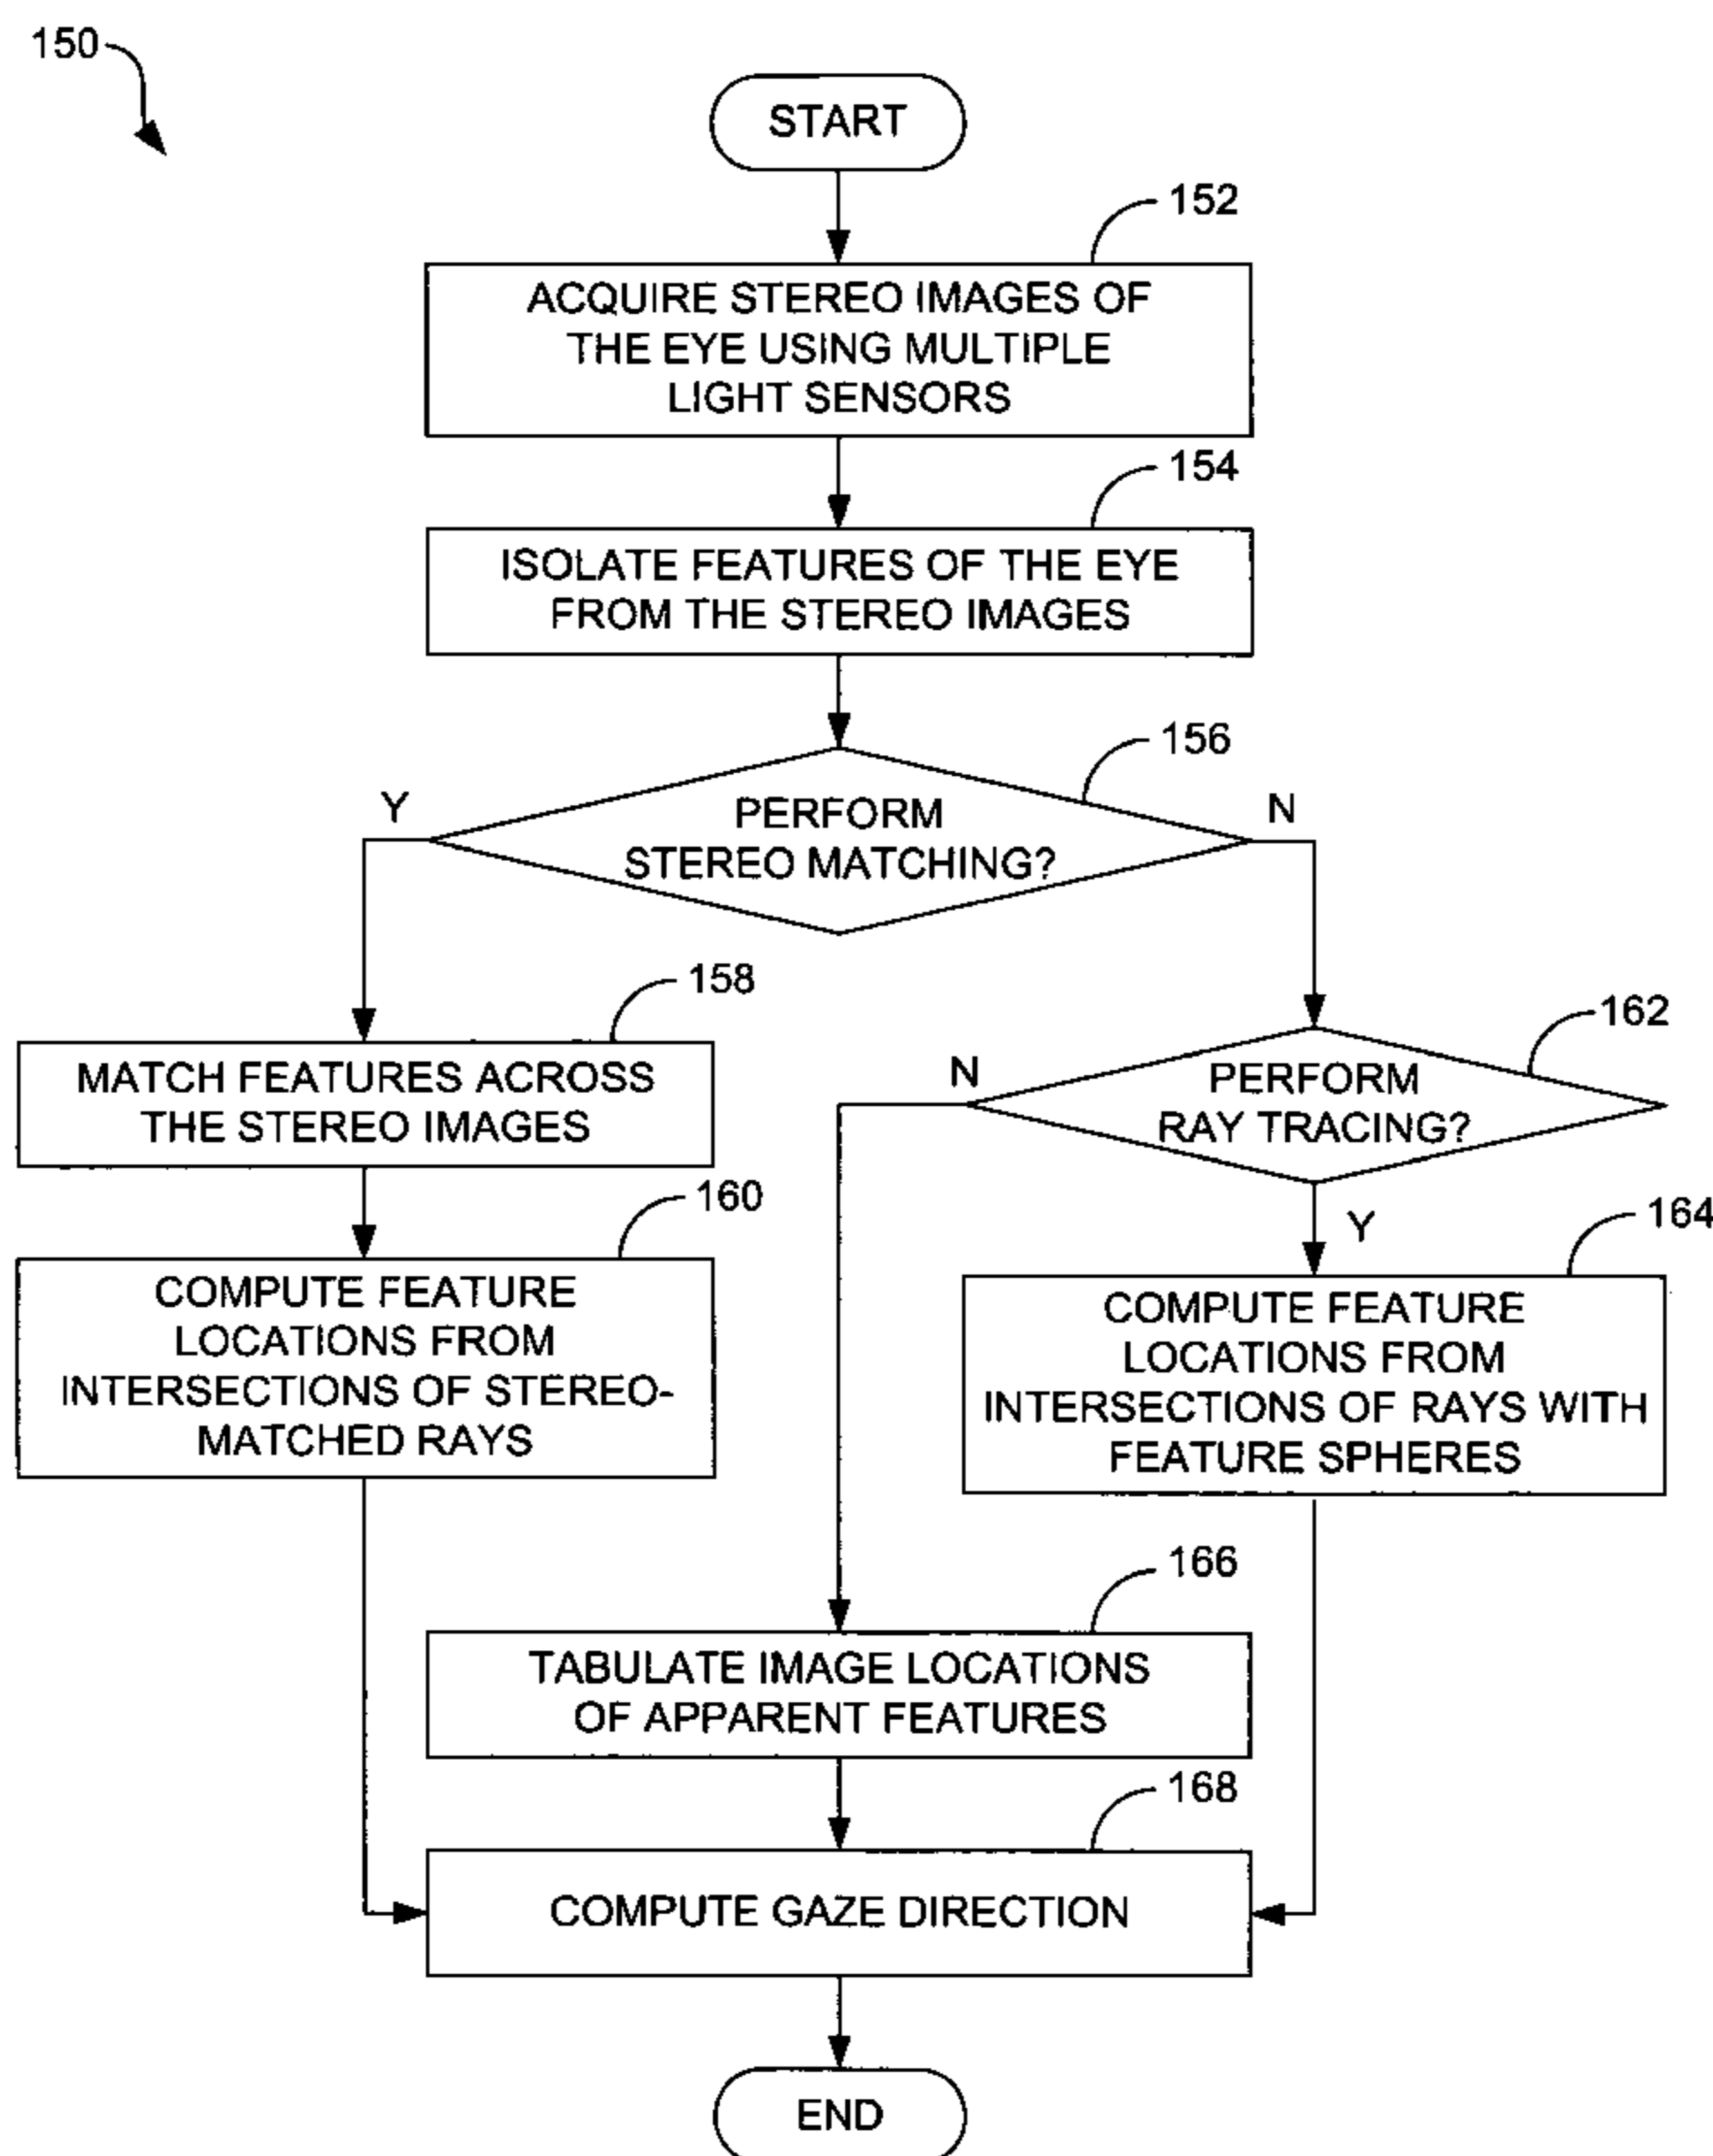 150
START
152
ACQUIRE STEREO IMAGES OF
THE EYE USING MULTIPLE
LIGHT SENSORS
154
ISOLATE FEATURES OF THE EYE
FROM THE STEREO IMAGES
156
Y
PERFORM
STEREO MATCHING?
N
158
MATCH FEATURES ACROSS
THE STEREO IMAGES
160
COMPUTE FEATURE
LOCATIONS FROM
INTERSECTIONS OF STEREO-
MATCHED RAYS
162
N
PERFORM
RAY TRACING?
Y
164
COMPUTE FEATURE
LOCATIONS FROM
INTERSECTIONS OF RAYS WITH
FEATURE SPHERES
166
TABULATE IMAGE LOCATIONS
OF APPARENT FEATURES
168
COMPUTE GAZE DIRECTION
END